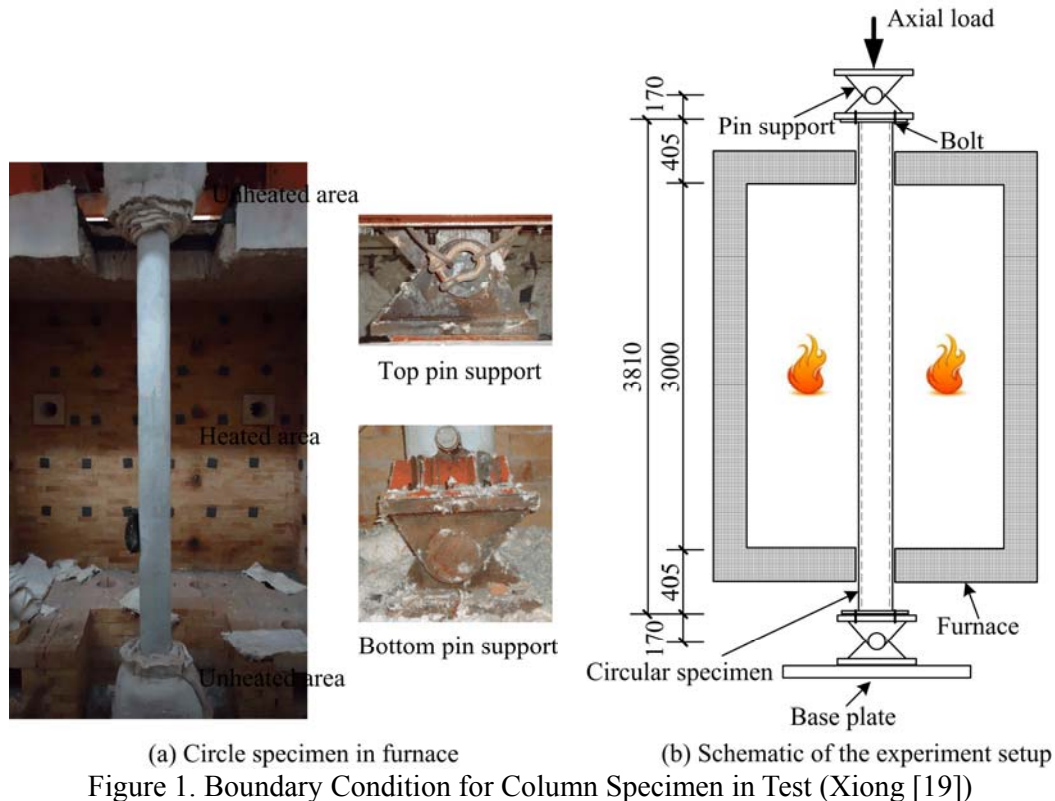 Unheated area
Heated area
Unheated area
Top pin support
Bottom pin support
(a) Circle specimen in furnace
Axial load
170
Pin support
Bolt
405
3810
3000
405
170
Furnace
Circular specimen
Base plate
(b) Schematic of the experiment setup
Figure 1. Boundary Condition for Column Specimen in Test (Xiong [19])